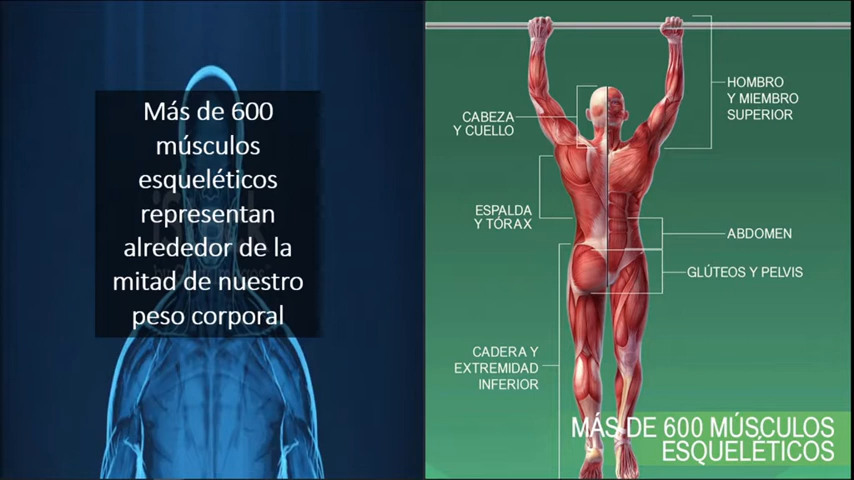 Más de 600
músculos
esqueléticos
representan
alrededor de la
mitad de nuestro
peso corporal
CABEZA
Y CUELLO
HOMBRO
Y MIEMBRO
SUPERIOR
ESPALDA
Y TÓRAX
ABDOMEN
GLÚTEOS Y PELVIS
CADERA Y
EXTREMIDAD
INFERIOR
MÁS DE 600 MÚSCULOS
ESQUELÉTICOS